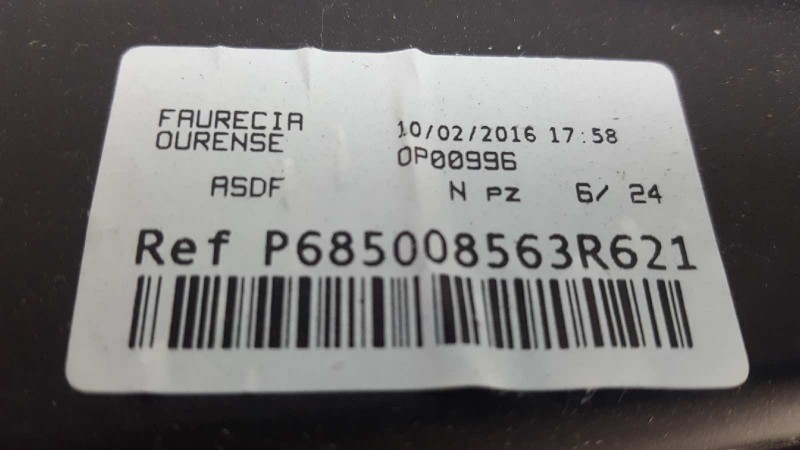 FAURECIA
OURENSE
10/02/2016 17:58
OP00996
ASDF
N pz 6/ 24
Ref P685008563R621